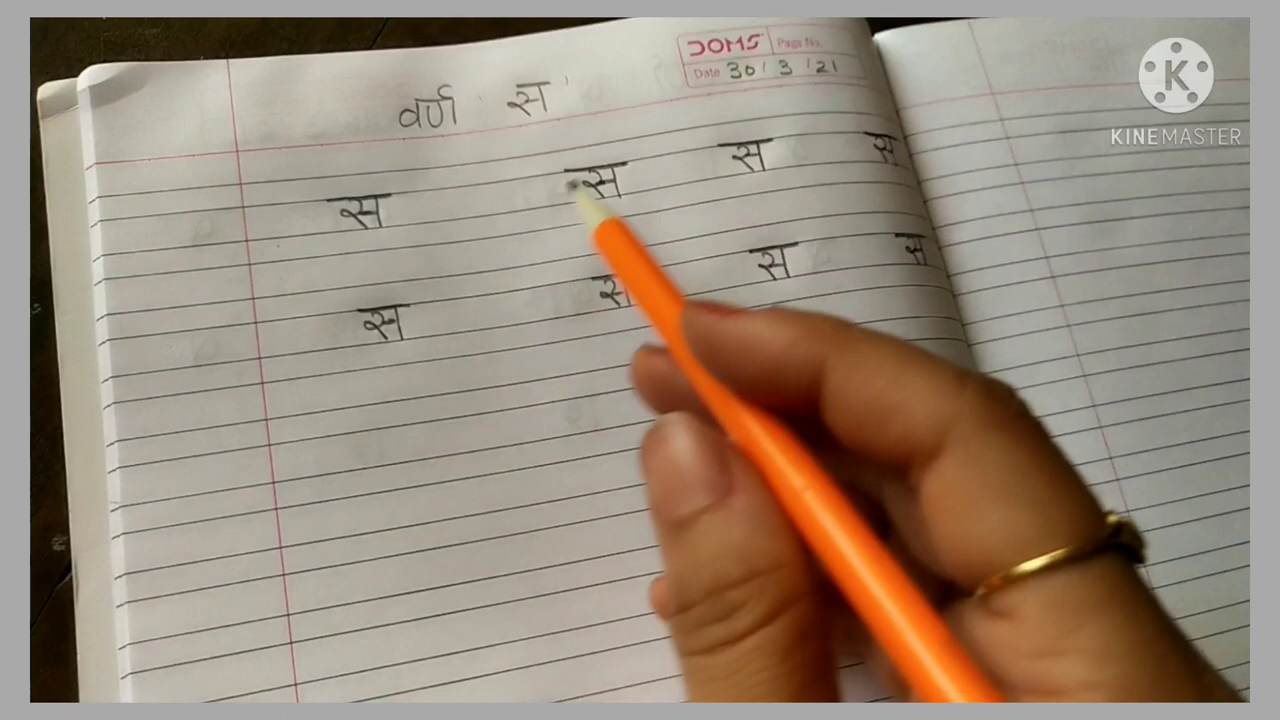 DOMS Page No.
Date 30 / 3 / 21
वर्ण स
स स स स
स स स स
K
KINEMASTER